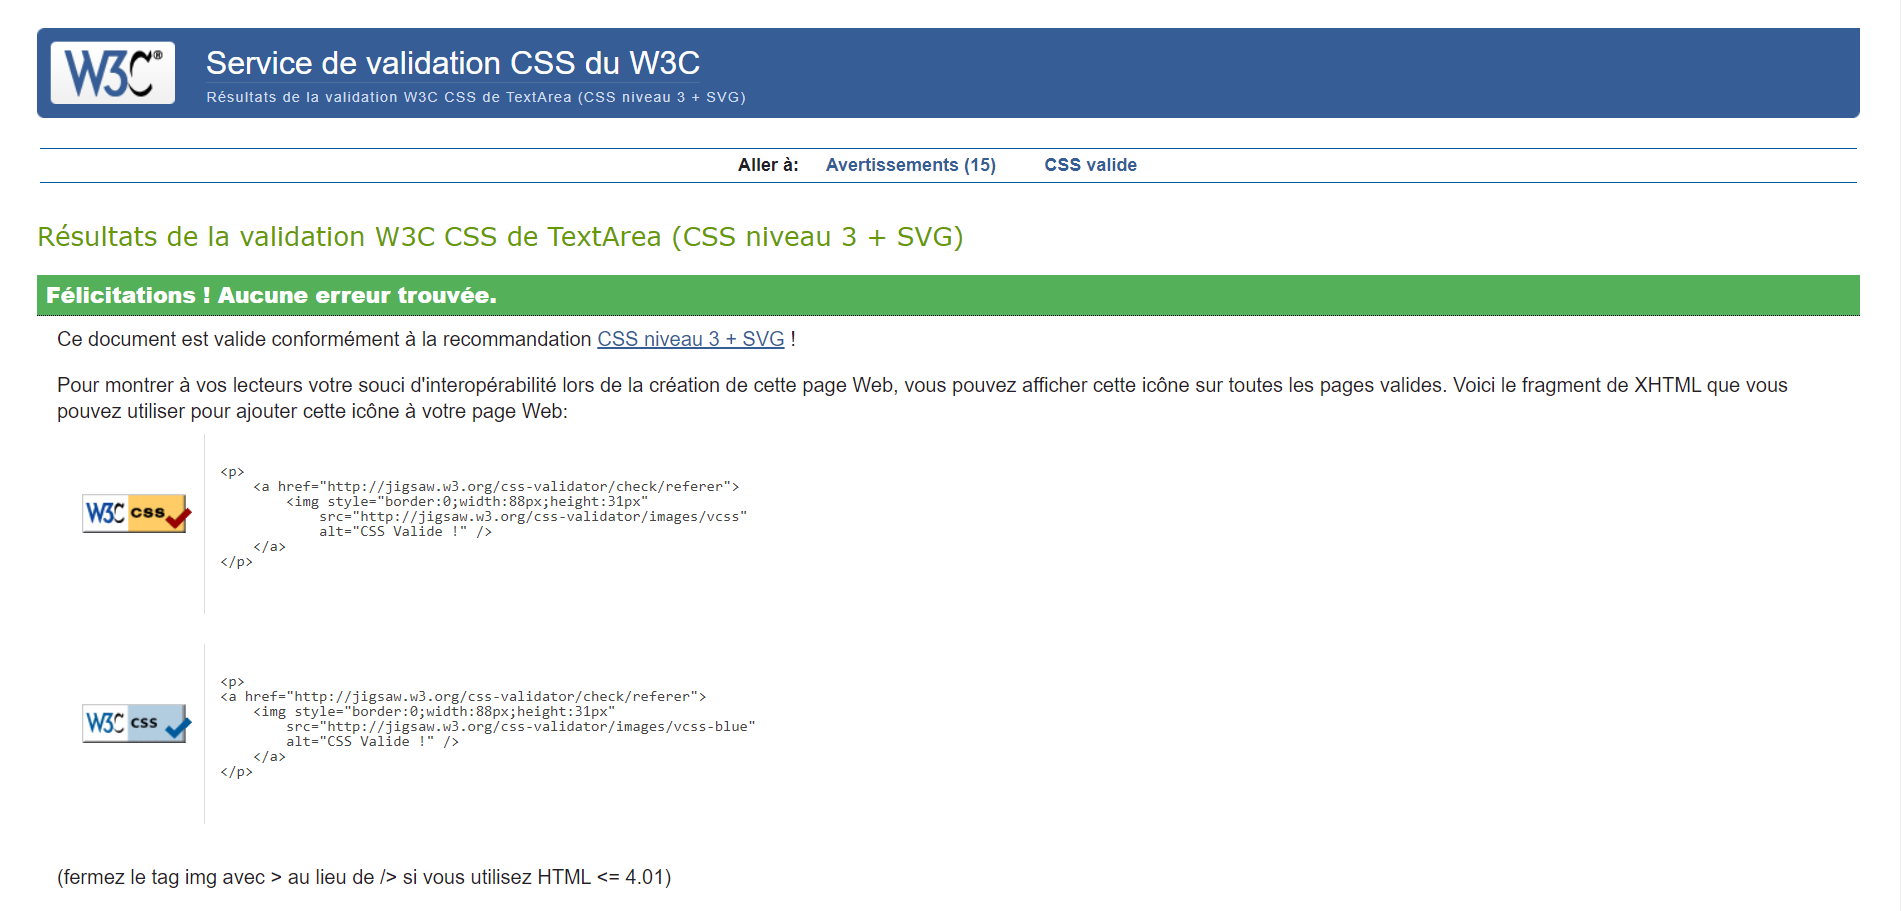 W3C®
Service de validation CSS du W3C
Résultats de la validation W3C CSS de TextArea (CSS niveau 3 + SVG)
Aller à: Avertissements (15) CSS valide
Résultats de la validation W3C CSS de TextArea (CSS niveau 3 + SVG)
Félicitations ! Aucune erreur trouvée.
Ce document est valide conformément à la recommandation CSS niveau 3 + SVG !
Pour montrer à vos lecteurs votre souci d'interopérabilité lors de la création de cette page Web, vous pouvez afficher cette icône sur toutes les pages valides. Voici le fragment de XHTML que vous
pouvez utiliser pour ajouter cette icône à votre page Web:
W3C css
<p>
<a href="http://jigsaw.w3.org/css-validator/check/referer">
<img style="border:0;width:88px;height:31px"
src="http://jigsaw.w3.org/css-validator/images/vcss"
alt="CSS Valide !" />
</a>
</p>
W3C css
<p>
<a href="http://jigsaw.w3.org/css-validator/check/referer">
<img style="border:0;width:88px;height:31px"
src="http://jigsaw.w3.org/css-validator/images/vcss-blue"
alt="CSS Valide !" />
</a>
</p>
(fermez le tag img avec > au lieu de /> si vous utilisez HTML <= 4.01)